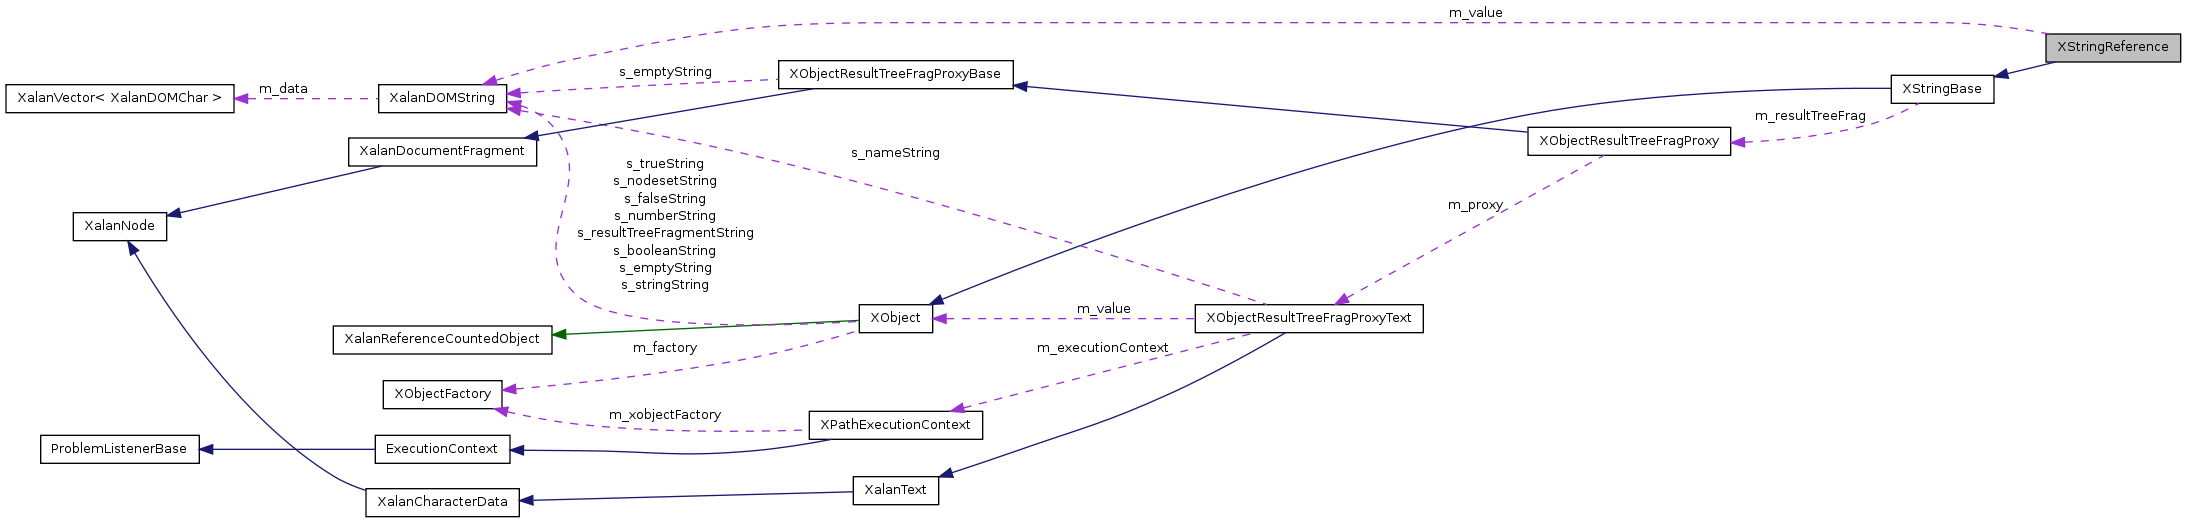 m_value
XStringReference
XObjectResultTreeFragProxyBase
s_emptyString
XStringBase
m_data
XalanVector< XalanDOMChar >
XalanDOMString
m_resultTreeFrag
XObjectResultTreeFragProxy
XalanDocumentFragment
s_nameString
s_trueString
s_nodesetString
s_falseString
s_numberString
s_resultTreeFragmentString
s_booleanString
s_emptyString
s_stringString
m_proxy
XalanNode
m_value
XObject
XObjectResultTreeFragProxyText
XalanReferenceCountedObject
m_factory
m_executionContext
XObjectFactory
m_xobjectFactory
XPathExecutionContext
ProblemListenerBase
ExecutionContext
XalanText
XalanCharacterData